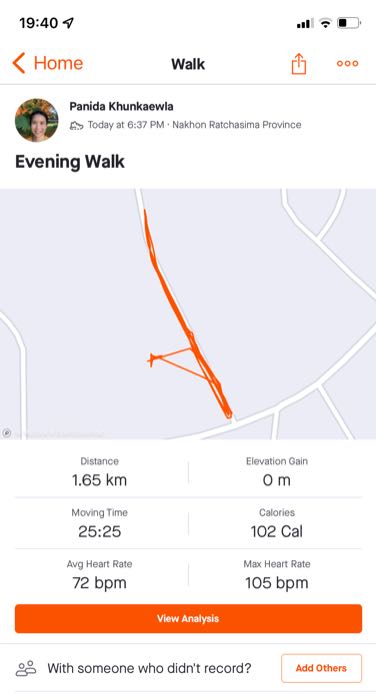 19:40
Home
Walk
Panida Khunkaewla
Today at 6:37 PM · Nakhon Ratchasima Province
Evening Walk
Distance
Elevation Gain
1.65 km
0 m
Moving Time
Calories
25:25
102 Cal
Avg Heart Rate
Max Heart Rate
72 bpm
105 bpm
View Analysis
With someone who didn't record?
Add Others